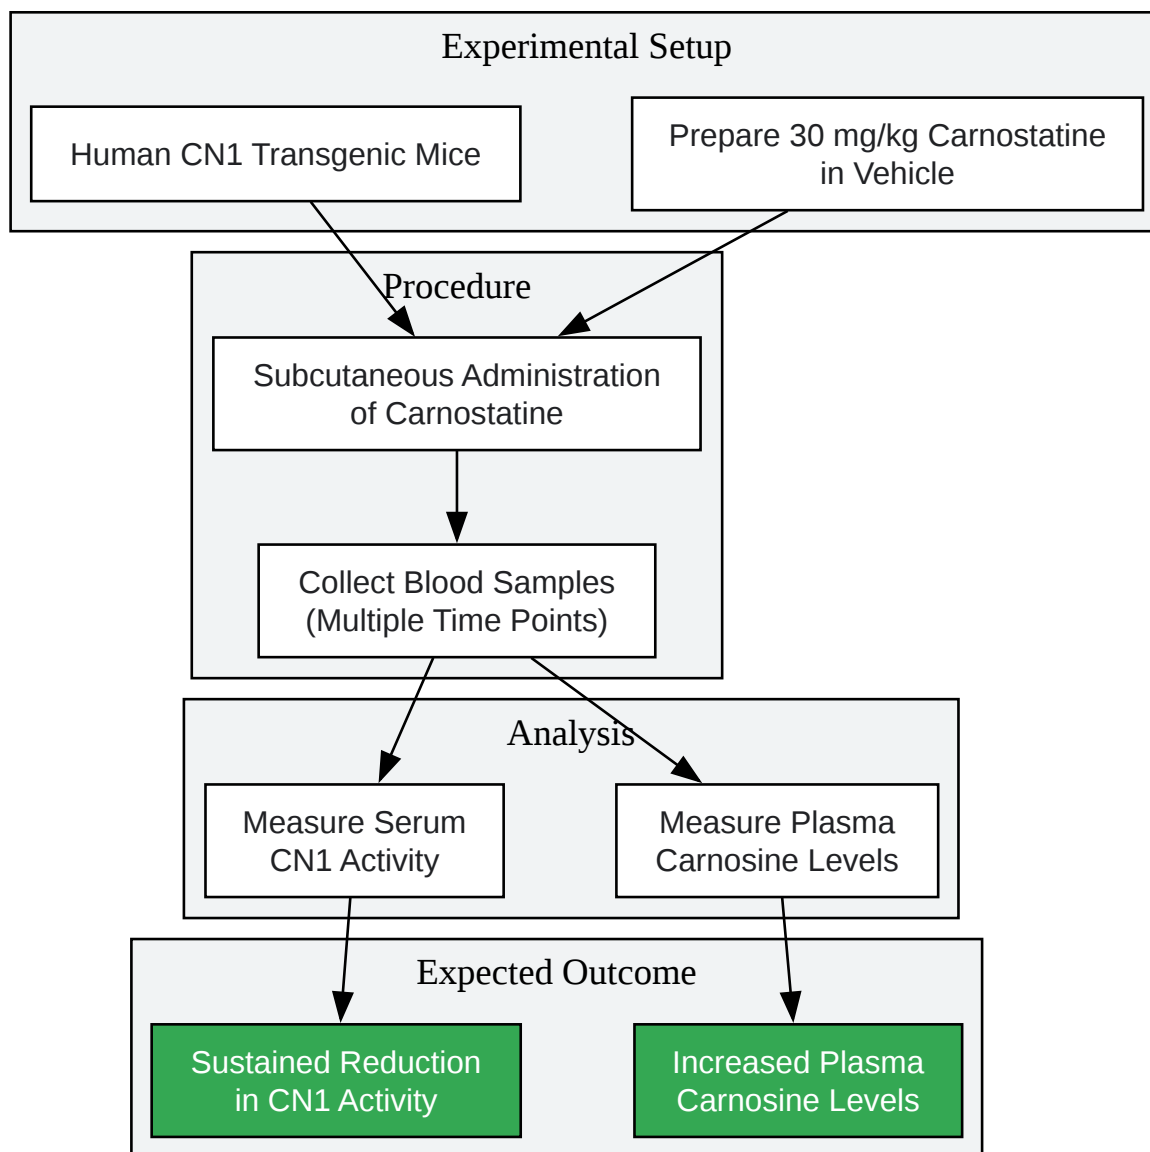 Experimental Setup
Human CN1 Transgenic Mice
Prepare 30 mg/kg Carnostatine
in Vehicle
Procedure
Subcutaneous Administration
of Carnostatine
Collect Blood Samples
(Multiple Time Points)
Analysis
Measure Serum
CN1 Activity
Measure Plasma
Carnosine Levels
Expected Outcome
Sustained Reduction
in CN1 Activity
Increased Plasma
Carnosine Levels